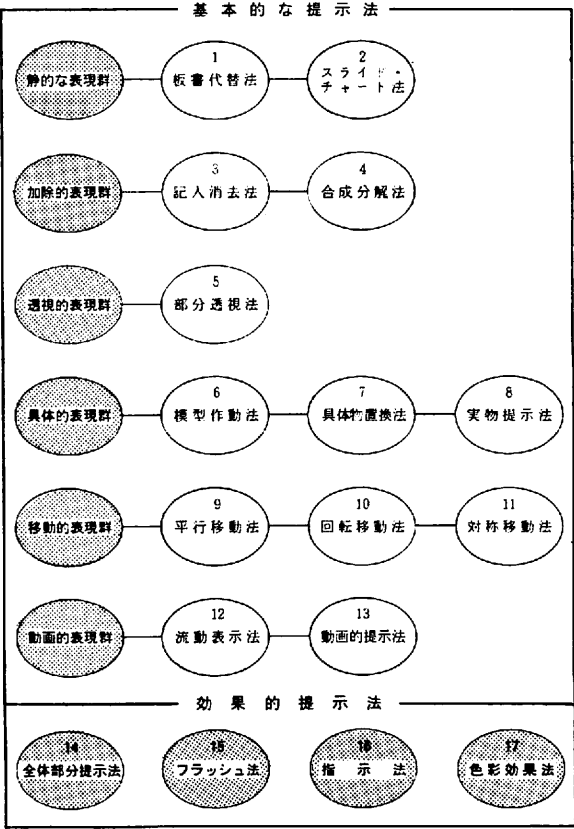 基本的な提示法
静的な表現群
1
板書代替法
2
スライド・
チャート法
加除的表現群
3
記入消去法
4
合成分解法
透視的表現群
5
部分透視法
具体的表現群
6
模型作動法
7
具体物置換法
8
実物提示法
移動的表現群
9
平行移動法
10
回転移動法
11
対称移動法
動画的表現群
12
流動表示法
13
動画的提示法
効果的提示法
14
全体部分提示法
15
フラッシュ法
16
指示法
17
色彩効果法